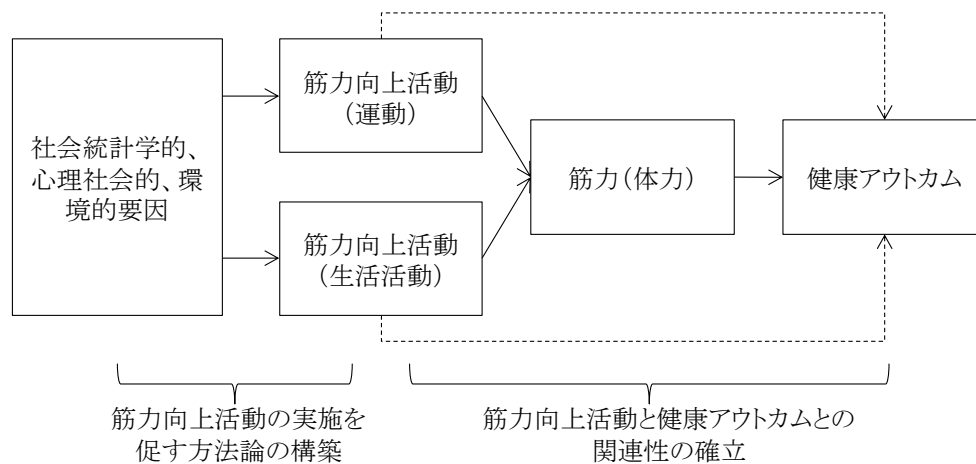 社会統計学的、
心理社会的、環
境的要因
筋力向上活動
（運動）
筋力向上活動
（生活活動）
筋力（体力）
健康アウトカム
筋力向上活動の実施を
促す方法論の構築
筋力向上活動と健康アウトカムとの
関連性の確立